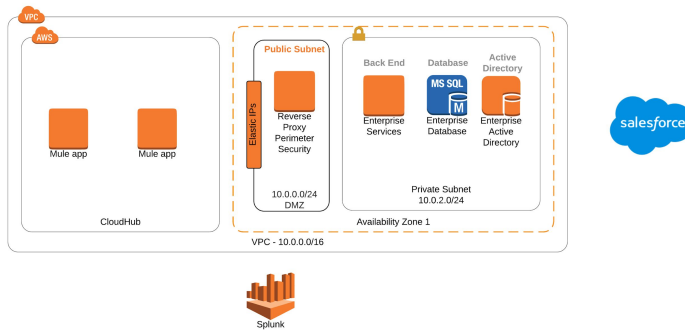 VPC
AWS
Mule app
Mule app
CloudHub
Public Subnet
Elastic IPs
Reverse
Proxy
Perimeter
Security
10.0.0.0/24
DMZ
Back End
Database
Active
Directory
MS SQL
M
Enterprise
Services
Enterprise
Database
Enterprise
Active
Directory
Private Subnet
10.0.2.0/24
Availability Zone 1
VPC - 10.0.0.0/16
salesforce
Splunk